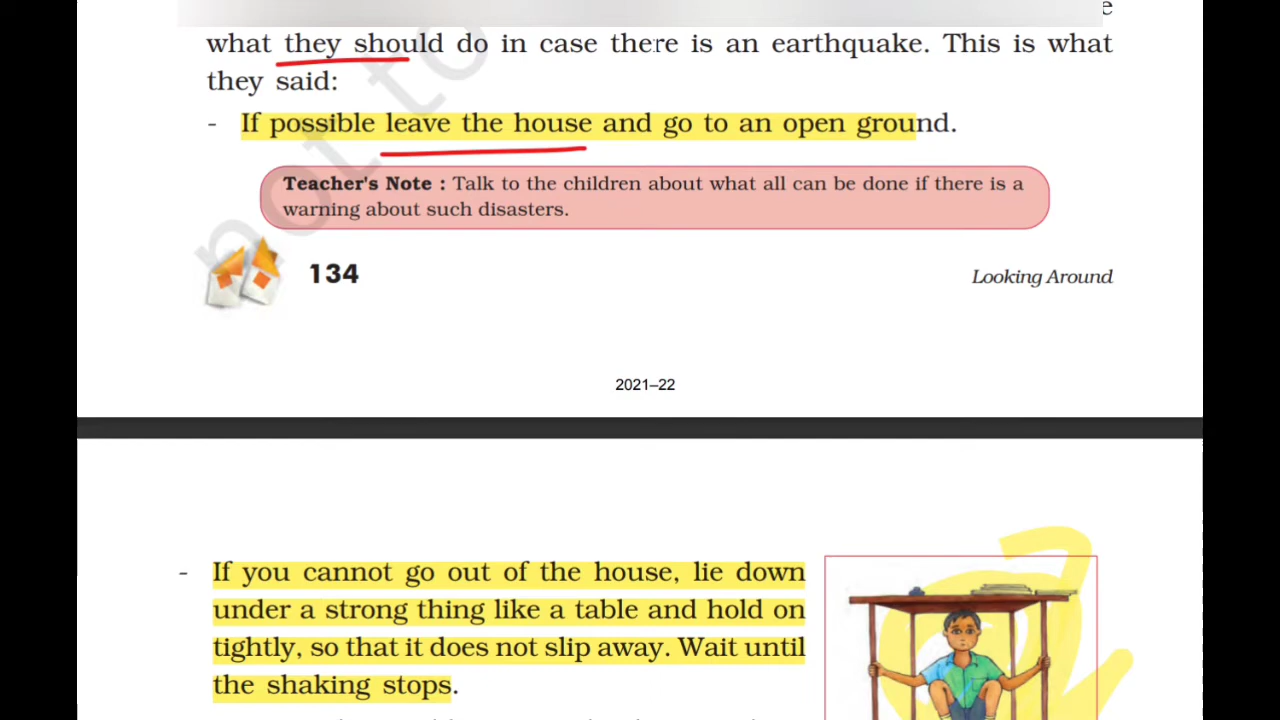 what they should do in case there is an earthquake. This is what
they said:
- If possible leave the house and go to an open ground.
Teacher's Note : Talk to the children about what all can be done if there is a
warning about such disasters.
134
Looking Around
2021–22
- If you cannot go out of the house, lie down
under a strong thing like a table and hold on
tightly, so that it does not slip away. Wait until
the shaking stops.